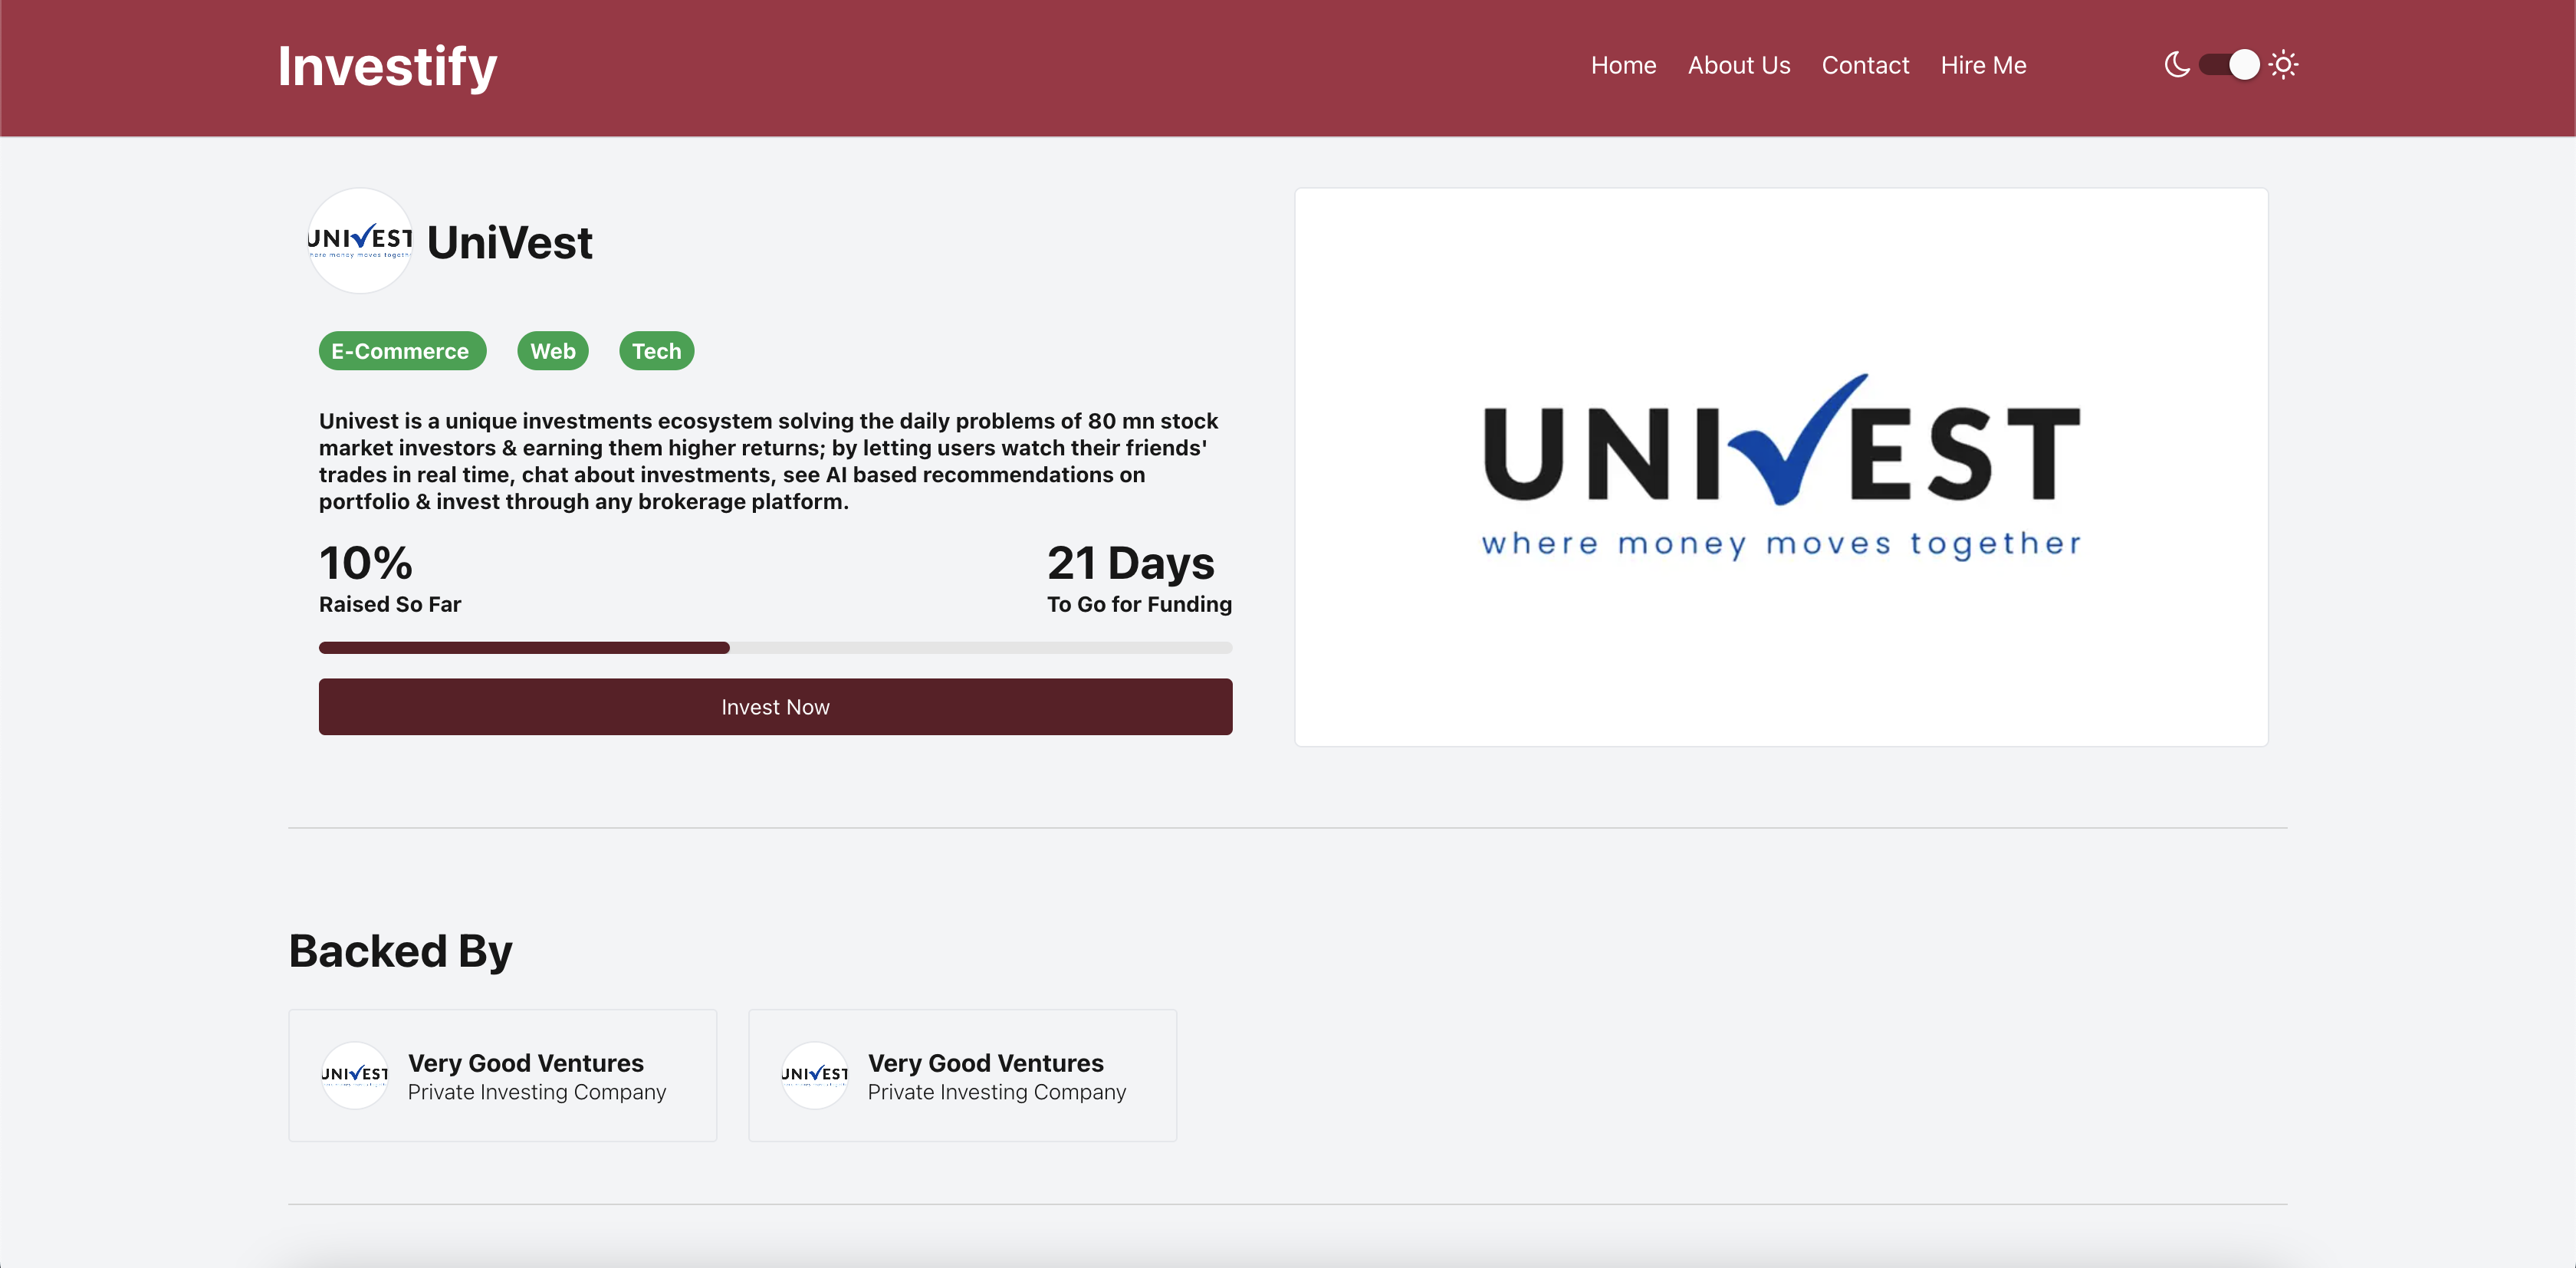 Investify
Home About Us Contact Hire Me
UNIVEST
UniVest
E-Commerce Web Tech
Univest is a unique investments ecosystem solving the daily problems of 80 mn stock
market investors & earning them higher returns; by letting users watch their friends'
trades in real time, chat about investments, see AI based recommendations on
portfolio & invest through any brokerage platform.
10%
Raised So Far
21 Days
To Go for Funding
Invest Now
UNIVEST
where money moves together
Backed By
UNIVEST
Very Good Ventures
Private Investing Company
UNIVEST
Very Good Ventures
Private Investing Company